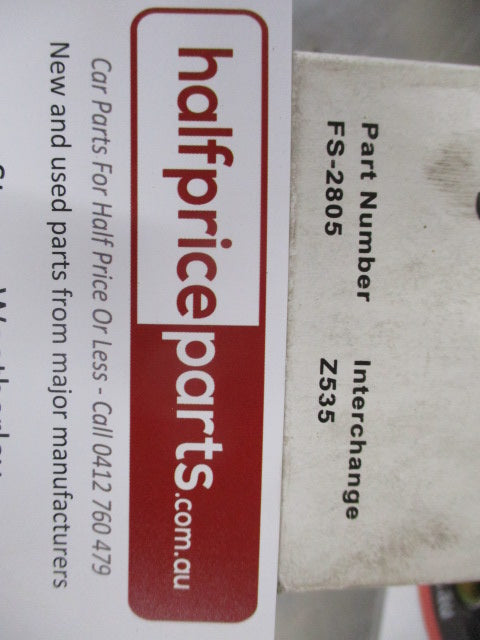 Part Number Interchange
FS-2805 Z535
halfpriceparts.com.au
Car Parts For Half Price Or Less - Call 0412 760 479
New and used parts from major manufacturers